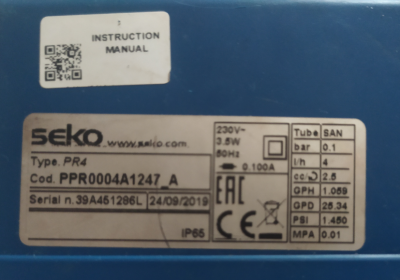 1
INSTRUCTION
MANUAL
seko www.seko.com
Type. PR4
Cod. PPR0004A1247_A
Serial n. 39A451286L 24/09/2019
IP65
230V~
3.5W
50Hz
0.100A
EAC
CE
Tube SAN
bar 0.1
l/h 4
cc/ 2.5
GPH 1.059
GPD 25.34
PSI 1.450
MPA 0.01